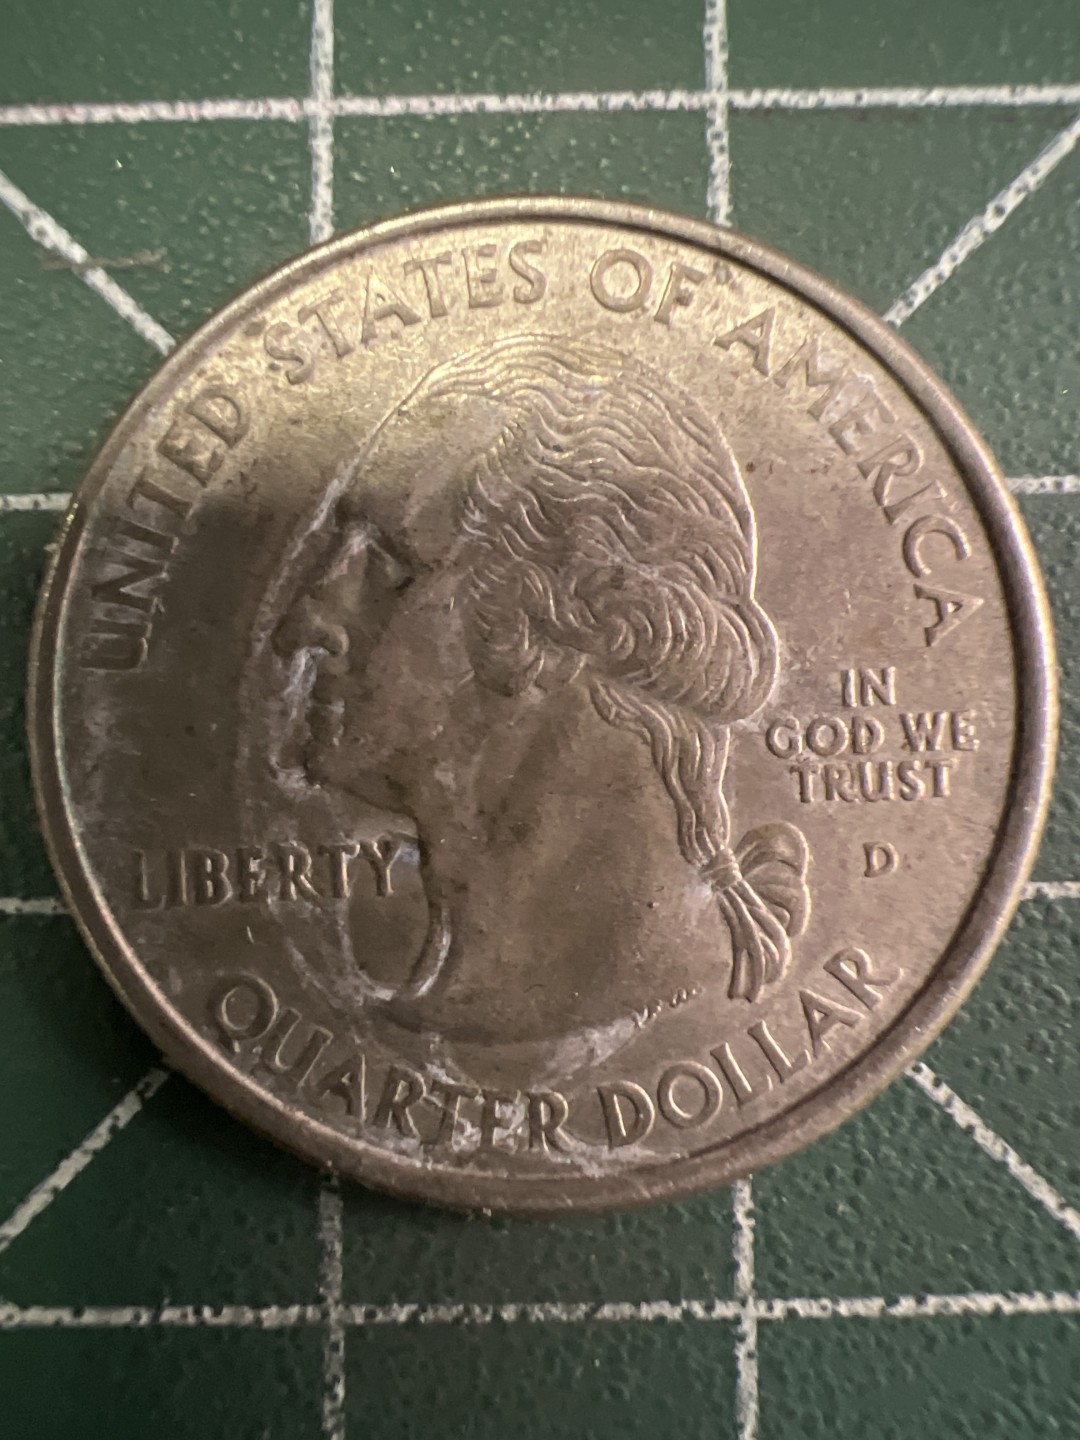 UNITED STATES OF AMERICA
IN
GOD WE
TRUST
LIBERTY
D
QUARTER DOLLAR